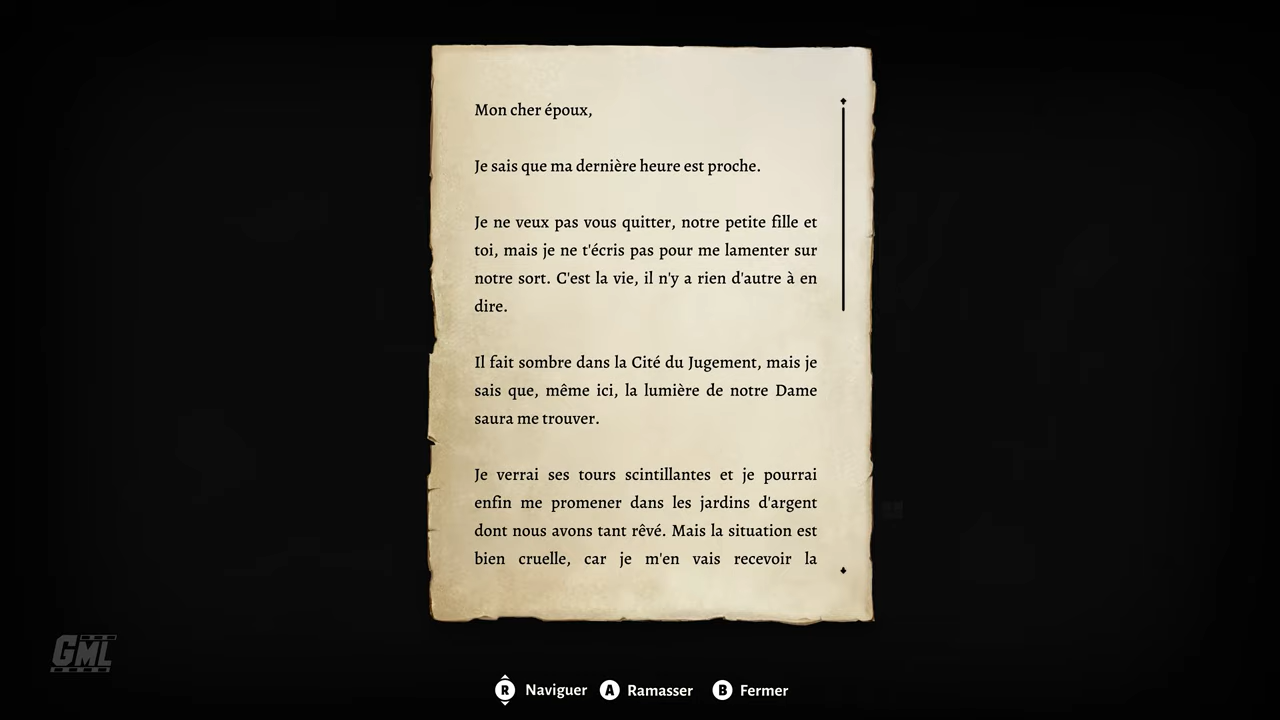 Mon cher époux,
Je sais que ma dernière heure est proche.
Je ne veux pas vous quitter, notre petite fille et
toi, mais je ne t'écris pas pour me lamenter sur
notre sort. C'est la vie, il n'y a rien d'autre à en
dire.
Il fait sombre dans la Cité du Jugement, mais je
sais que, même ici, la lumière de notre Dame
saura me trouver.
Je verrai ses tours scintillantes et je pourrai
enfin me promener dans les jardins d'argent
dont nous avons tant rêvé. Mais la situation est
bien cruelle, car je m'en vais recevoir la
GML
R Naviguer A Ramasser B Fermer